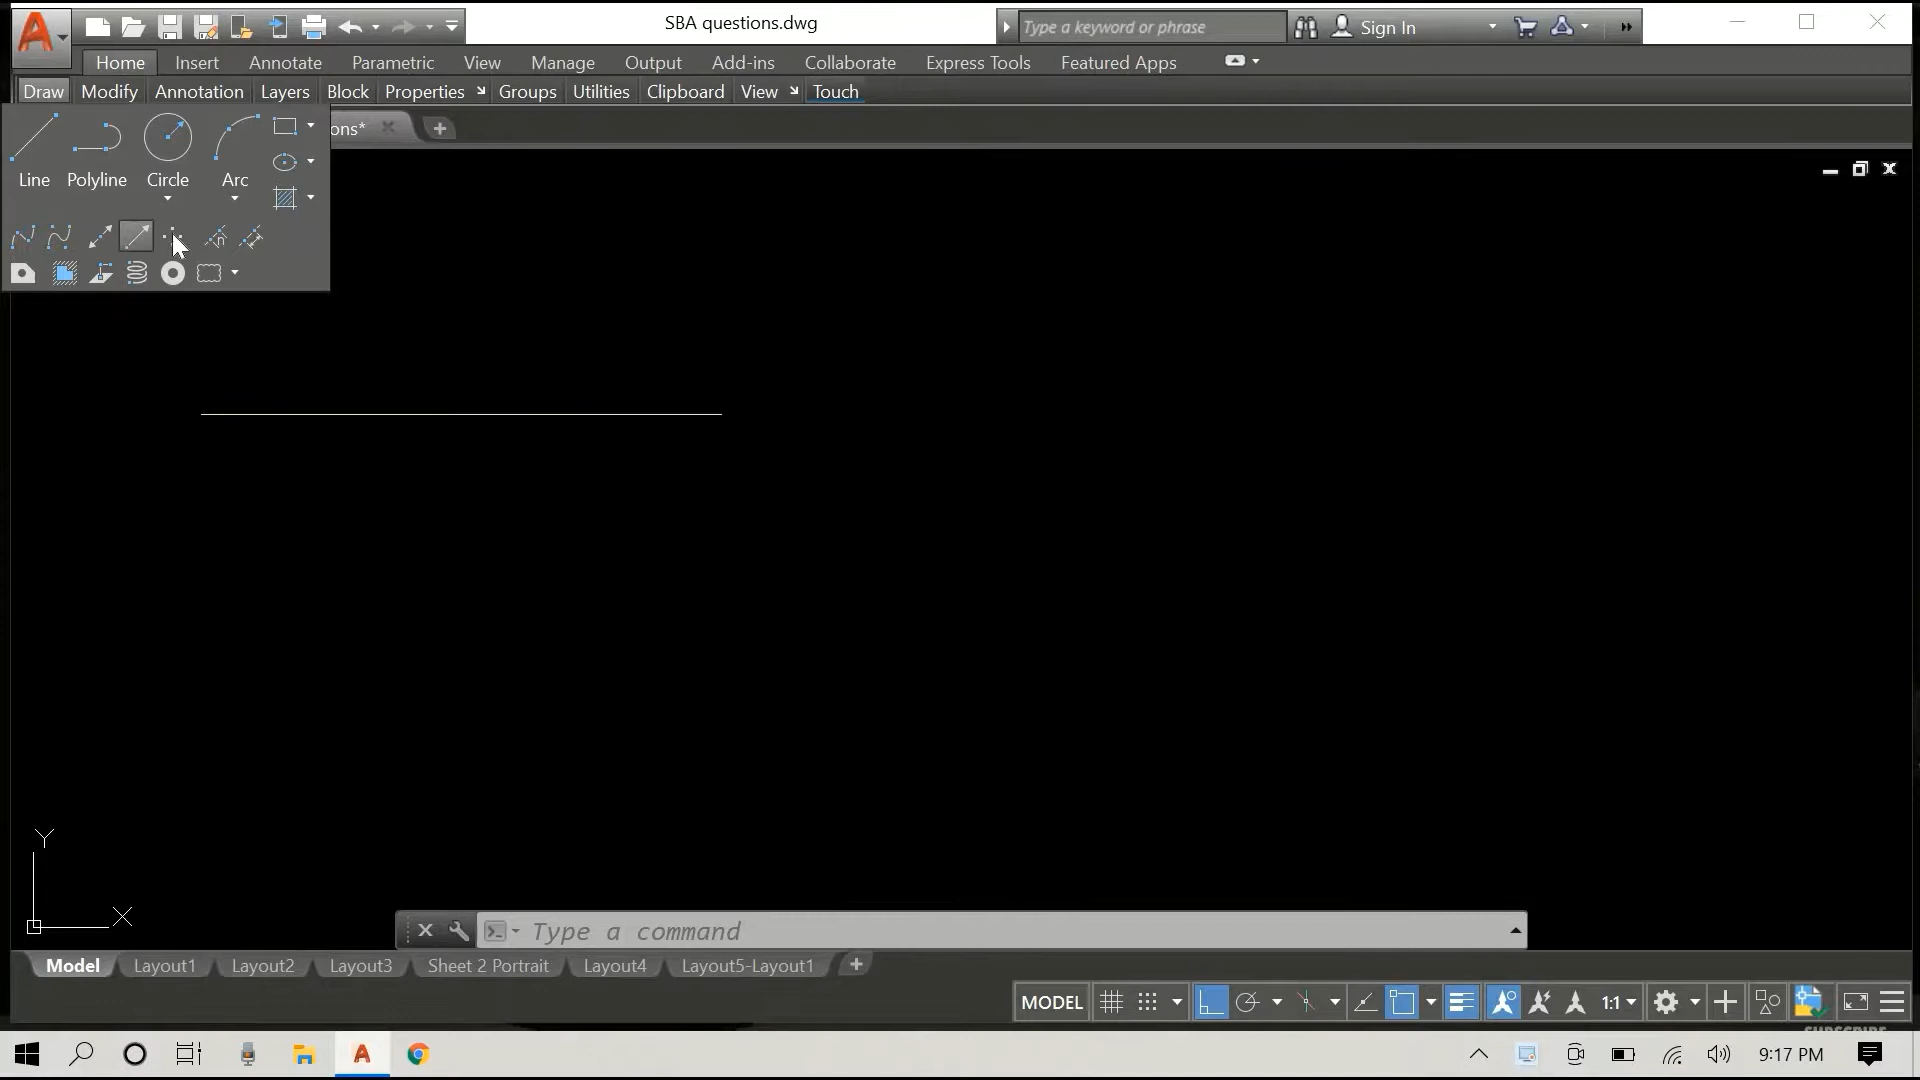 SBA questions.dwg
Type a keyword or phrase
Sign In
Home Insert Annotate Parametric View Manage Output Add-ins Collaborate Express Tools Featured Apps
Draw Modify Annotation Layers Block Properties Groups Utilities Clipboard View Touch
ons*
Line Polyline Circle Arc
Y
X
Type a command
Model Layout1 Layout2 Layout3 Sheet 2 Portrait Layout4 Layout5-Layout1
MODEL 1:1
SUBSCRIBE
9:17 PM